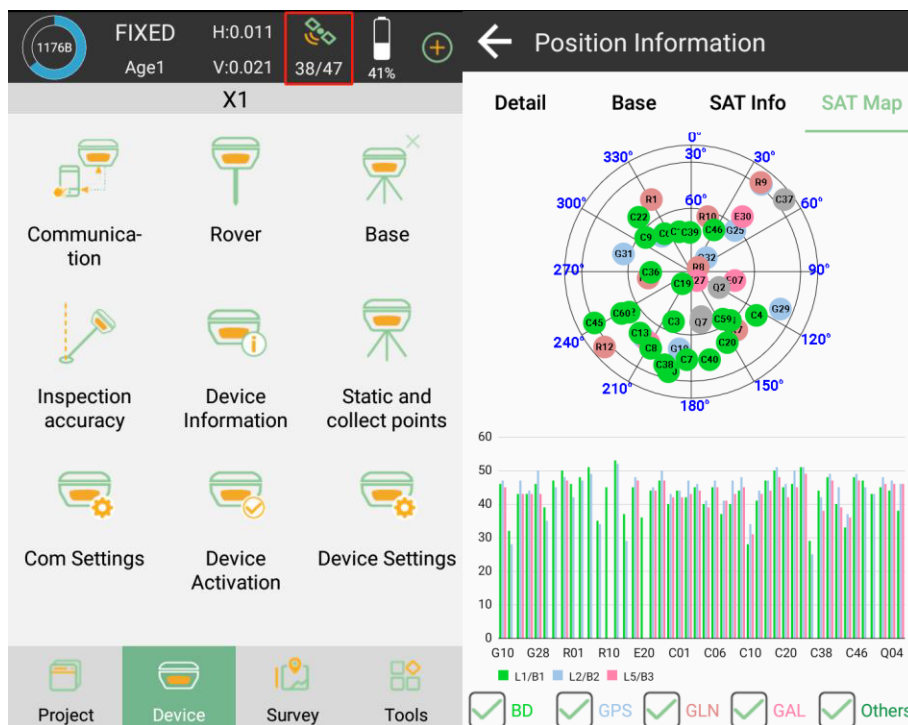 1176B
FIXED
H:0.011
Age1
V:0.021
38/47
41%
X1
Communica-
tion
Rover
Base
Inspection
accuracy
Device
Information
Static and
collect points
Com Settings
Device
Activation
Device Settings
Project
Device
Survey
Tools
Position Information
Detail
Base
SAT Info
SAT Map
0°
330°
30°
30°
300°
60°
60°
270°
90°
240°
120°
210°
150°
180°
R9
C37
R1
C22
R10
E30
C9
C39
C46
G25
G31
G32
R8
C36
C19
Q2
C45
C60
C3
Q7
C59
C4
G29
C13
R12
C8
C20
C38
C7
C40
60
50
40
30
20
10
0
G10 G28 R01 R10 E20 C01 C06 C10 C20 C38 C46 Q04
L1/B1 L2/B2 L5/B3
BD GPS GLN GAL Others